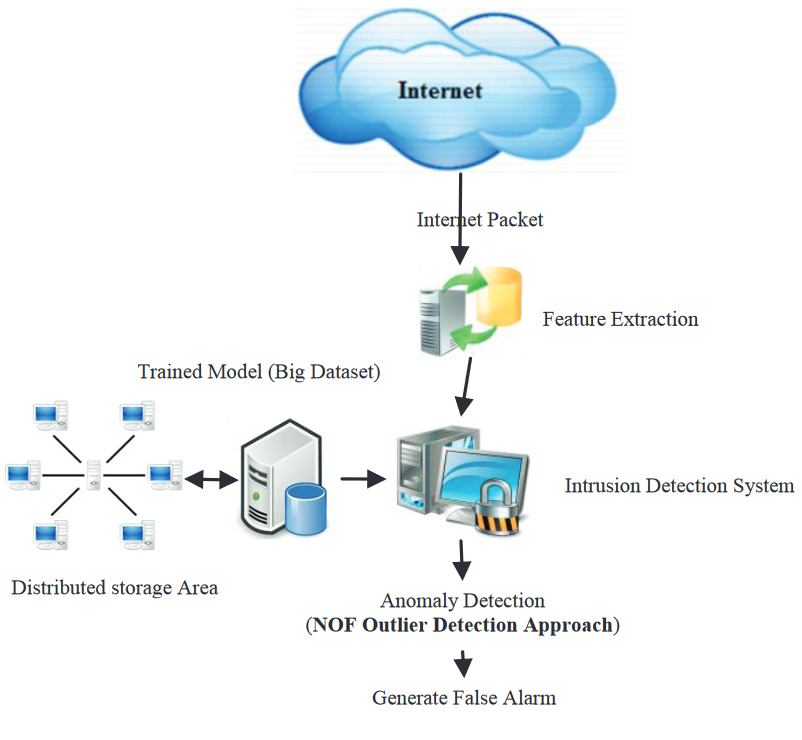 Internet
Internet Packet
Feature Extraction
Trained Model (Big Dataset)
Intrusion Detection System
Distributed storage Area
Anomaly Detection
(NOF Outlier Detection Approach)
Generate False Alarm